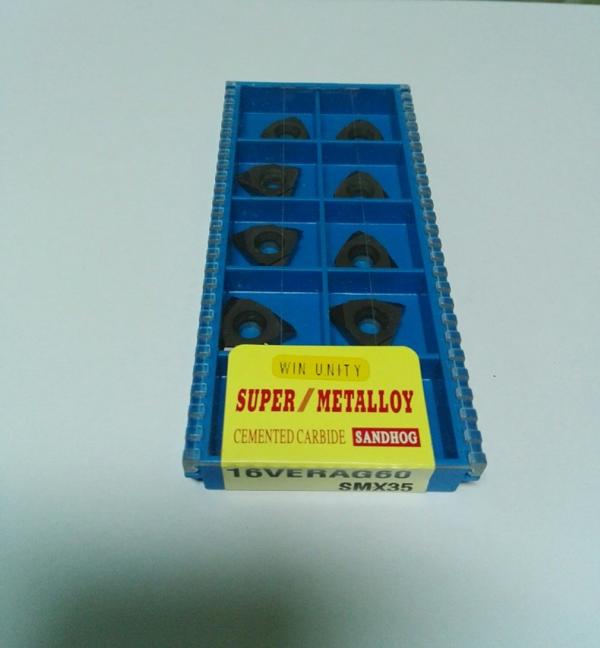 WIN UNITY
SUPER/METALLOY
CEMENTED CARBIDE SANDHOG
16VERAG60
SMX35